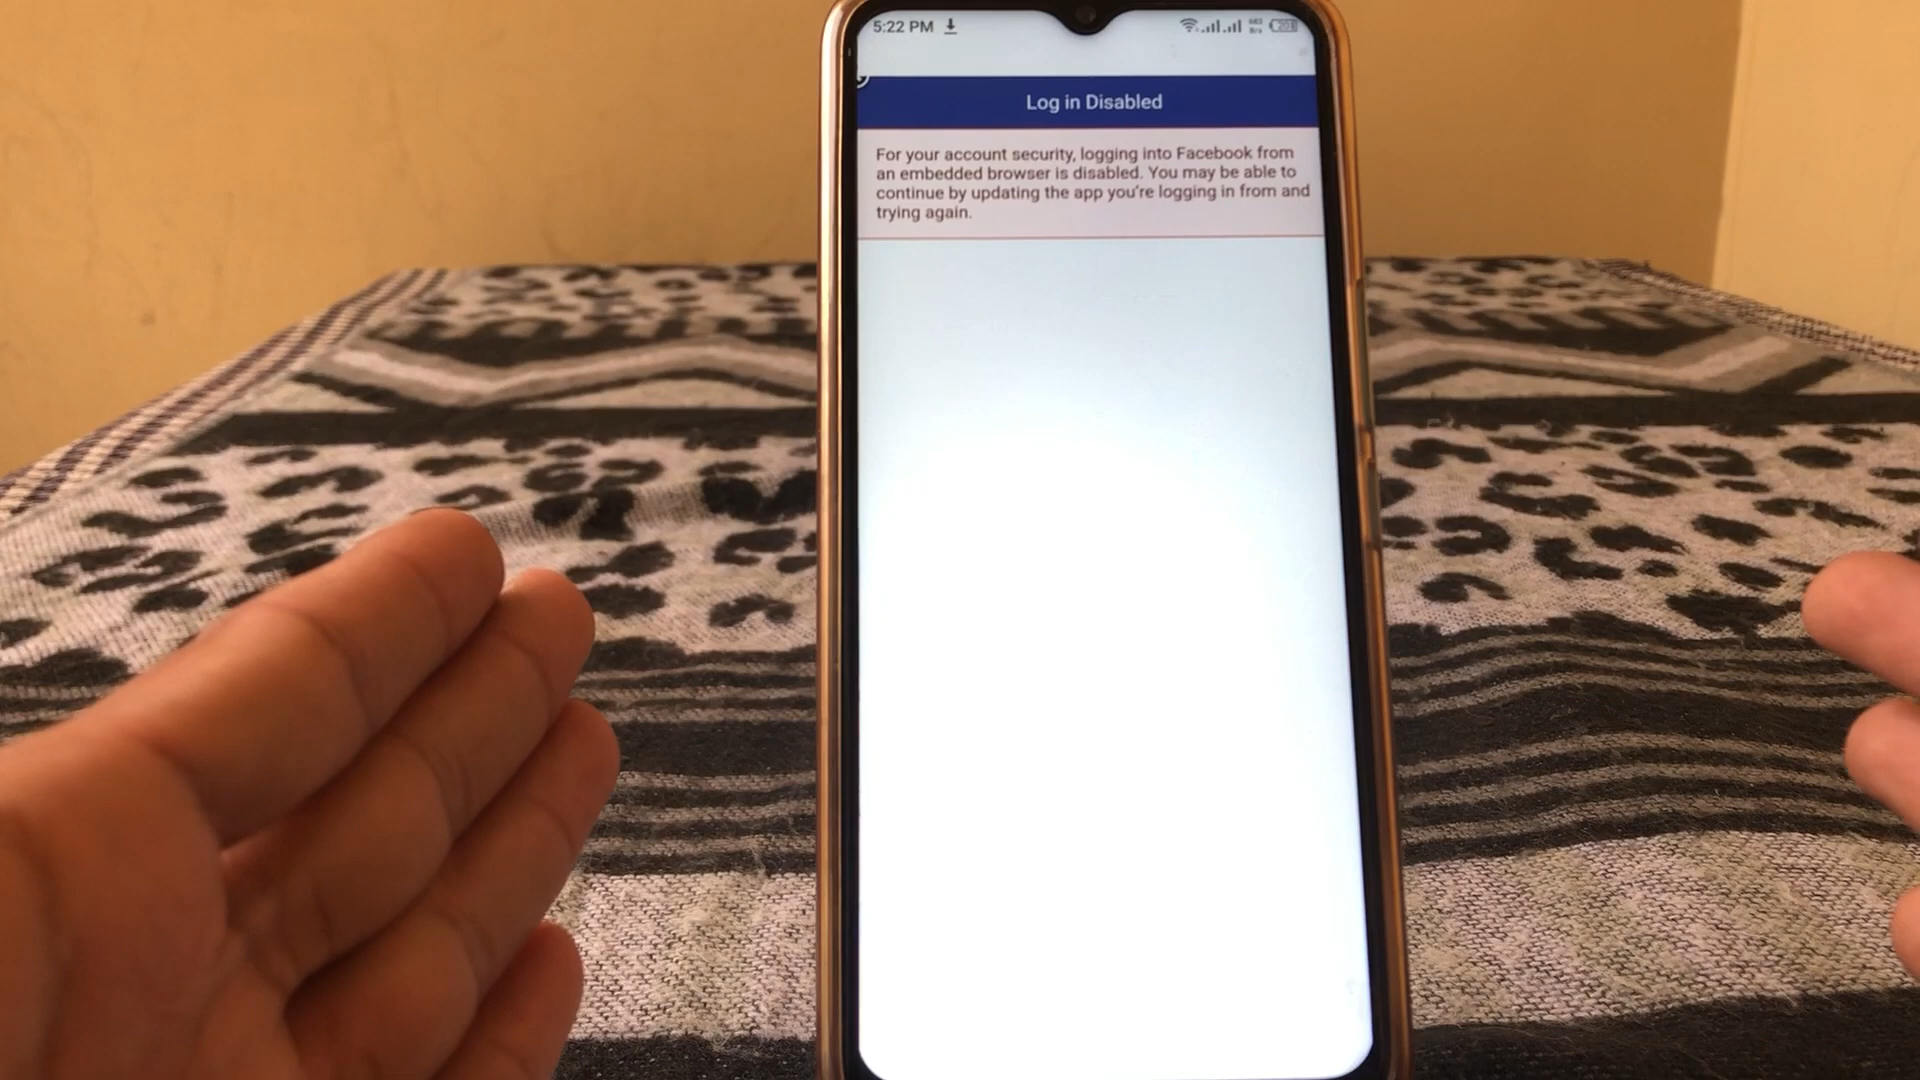 5:22 PM
Log in Disabled
For your account security, logging into Facebook from
an embedded browser is disabled. You may be able to
continue by updating the app you're logging in from and
trying again.